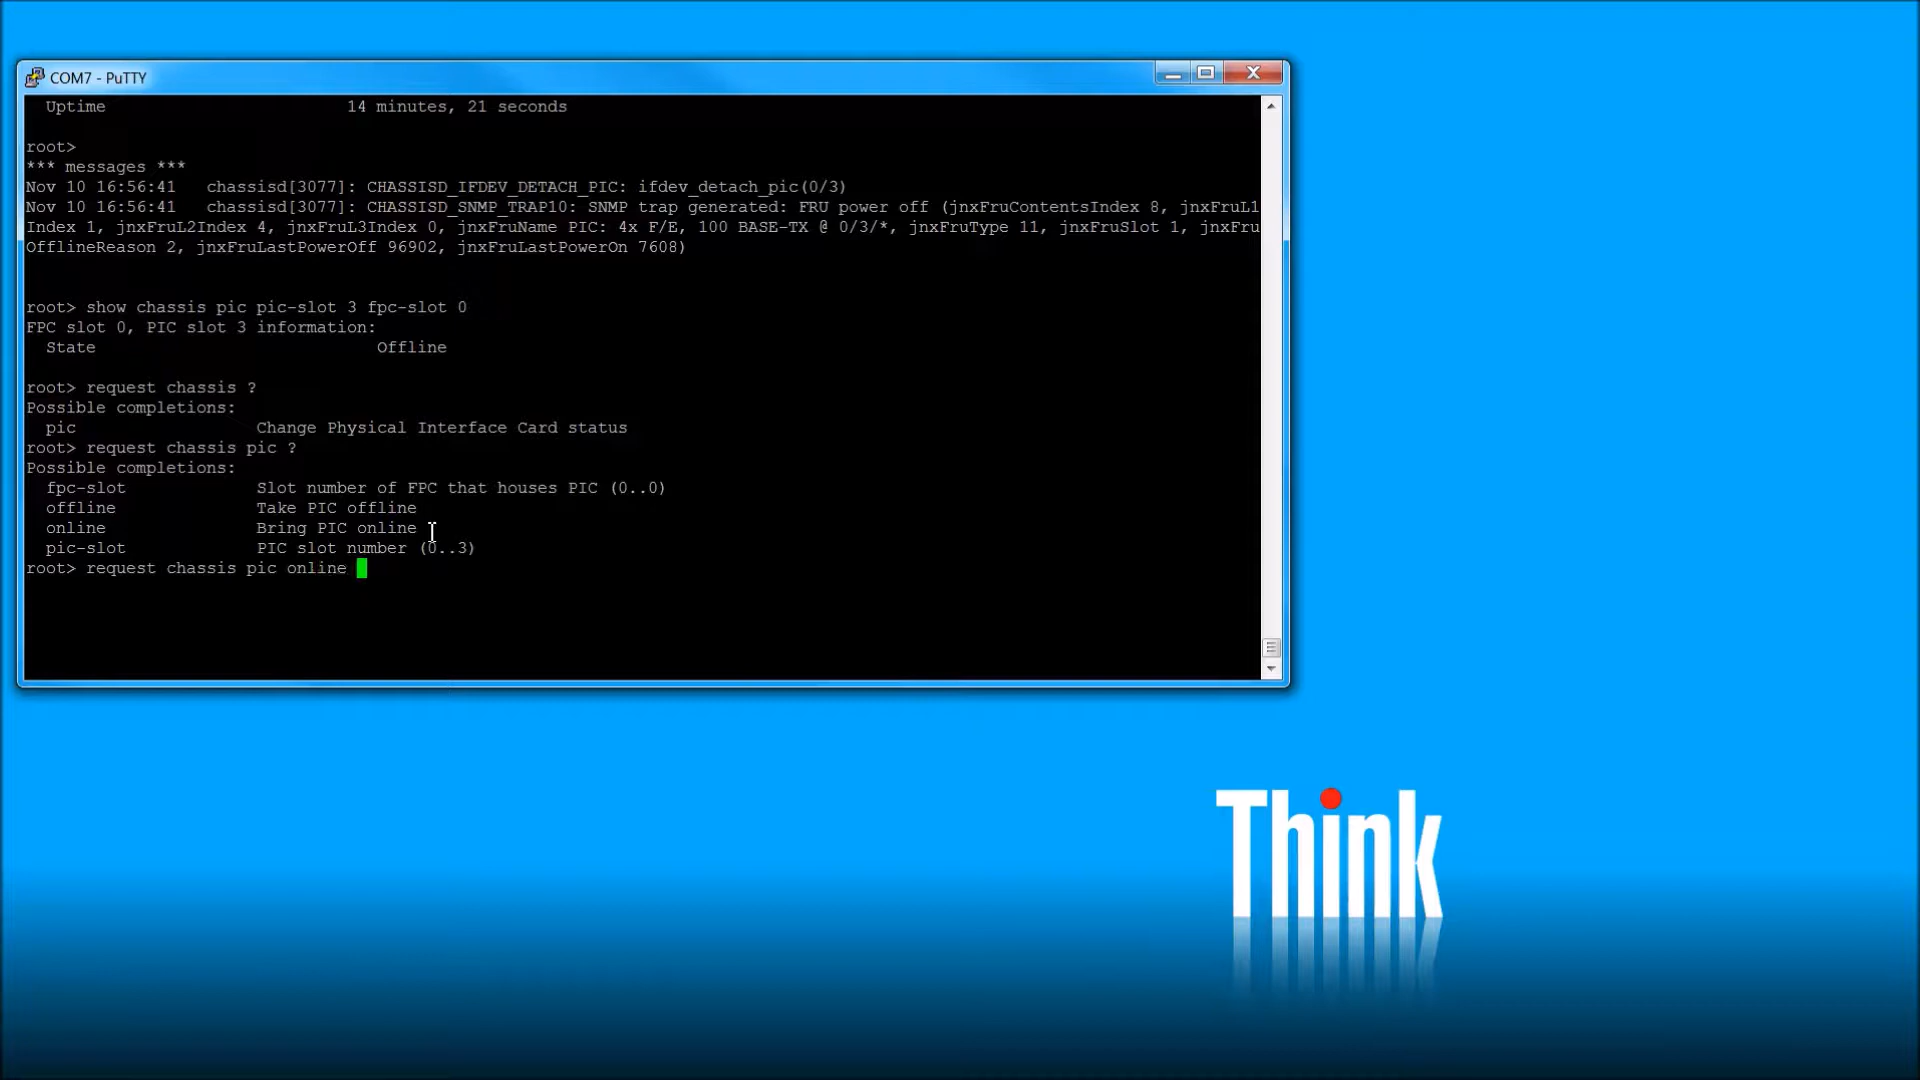 COM7 - PuTTY
Uptime 14 minutes, 21 seconds
root>
*** messages ***
Nov 10 16:56:41 chassisd[3077]: CHASSISD_IFDEV_DETACH_PIC: ifdev_detach_pic(0/3)
Nov 10 16:56:41 chassisd[3077]: CHASSISD_SNMP_TRAP10: SNMP trap generated: FRU power off (jnxFruContentsIndex 8, jnxFruL1
Index 1, jnxFruL2Index 4, jnxFruL3Index 0, jnxFruName PIC: 4x F/E, 100 BASE-TX @ 0/3/*, jnxFruType 11, jnxFruSlot 1, jnxFru
OfflineReason 2, jnxFruLastPowerOff 96902, jnxFruLastPowerOn 7608)
root> show chassis pic pic-slot 3 fpc-slot 0
FPC slot 0, PIC slot 3 information:
State Offline
root> request chassis ?
Possible completions:
pic Change Physical Interface Card status
root> request chassis pic ?
Possible completions:
fpc-slot Slot number of FPC that houses PIC (0..0)
offline Take PIC offline
online Bring PIC online
pic-slot PIC slot number (0..3)
root> request chassis pic online
Think